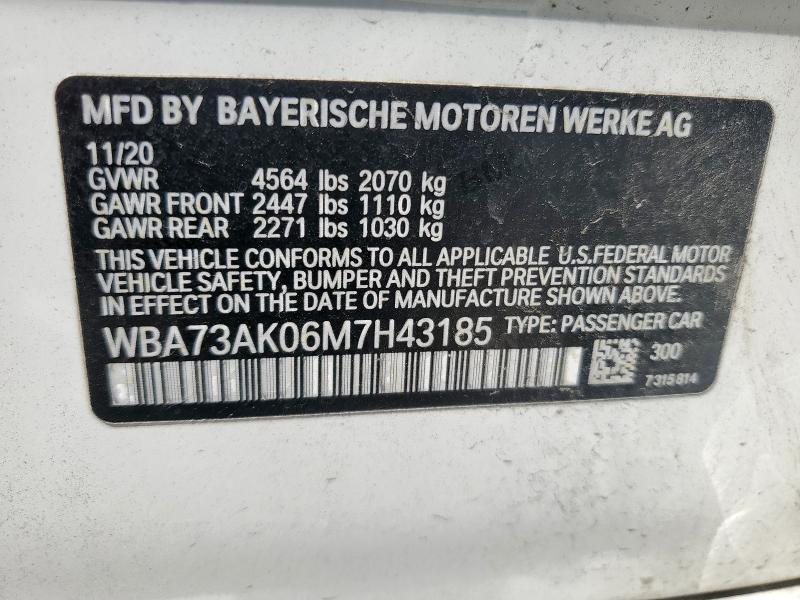 MFD BY BAYERISCHE MOTOREN WERKE AG
11/20
GVWR 4564 lbs 2070 kg
GAWR FRONT 2447 lbs 1110 kg
GAWR REAR 2271 lbs 1030 kg
THIS VEHICLE CONFORMS TO ALL APPLICABLE U.S.FEDERAL MOTOR
VEHICLE SAFETY, BUMPER AND THEFT PREVENTION STANDARDS
IN EFFECT ON THE DATE OF MANUFACTURE SHOWN ABOVE.
WBA73AK06M7H43185 TYPE: PASSENGER CAR
300
7315814